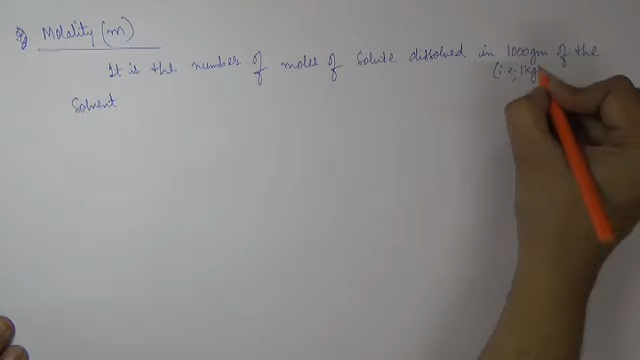 Molality (m)
It is the number of moles of solute dissolved in 1000gm of the
(i.e; 1Kg
Solvent